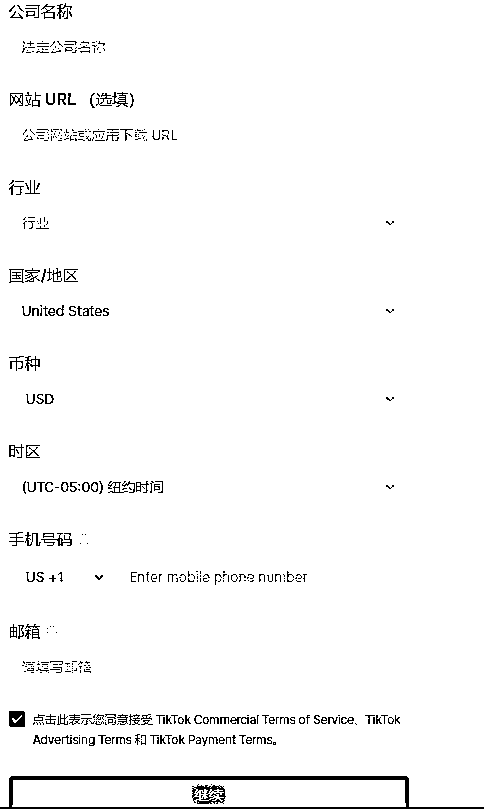 公司名称
法定公司名称
网站 URL （选填）
公司网站或应用下载 URL
行业
行业
国家/地区
United States
币种
USD
时区
(UTC-05:00) 纽约时间
手机号码
US +1 Enter mobile phone number
邮箱
请填写邮箱
点击此表示您同意接受 TikTok Commercial Terms of Service、TikTok
Advertising Terms 和 TikTok Payment Terms。
继续